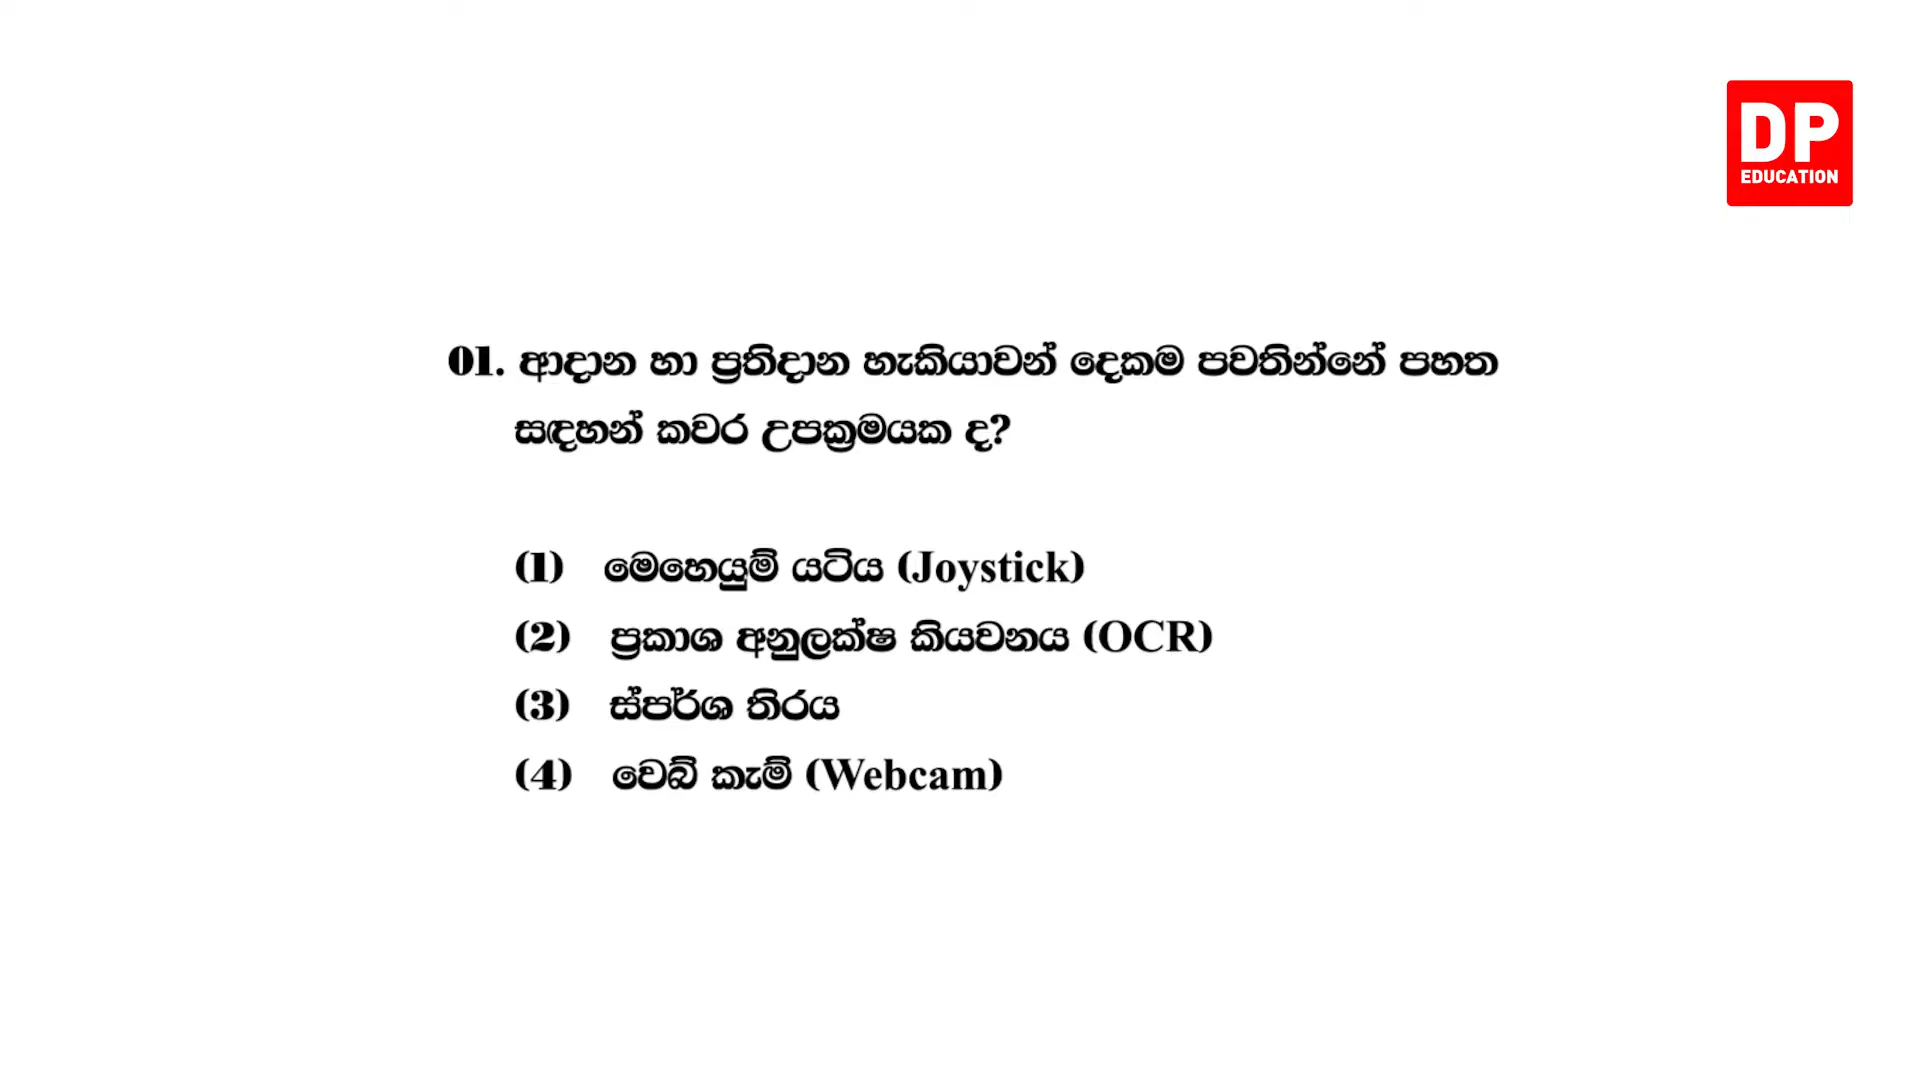 DP
EDUCATION
01. ආදාන හා ප්‍රතිදාන හැකියාවන් දෙකම පවතින්නේ පහත
සඳහන් කවර උපක්‍රමයක ද?
(1) මෙහෙයුම් යටිය (Joystick)
(2) ප්‍රකාශ අනුලක්ෂ කියවනය (OCR)
(3) ස්පර්ශ තිරය
(4) වෙබ් කැම් (Webcam)